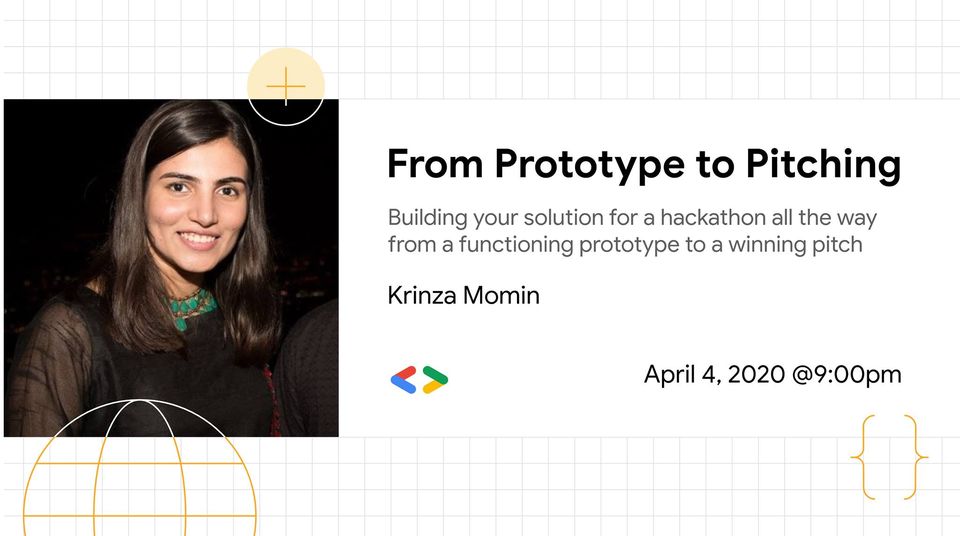 From Prototype to Pitching
Building your solution for a hackathon all the way
from a functioning prototype to a winning pitch
Krinza Momin
April 4, 2020 @9:00pm